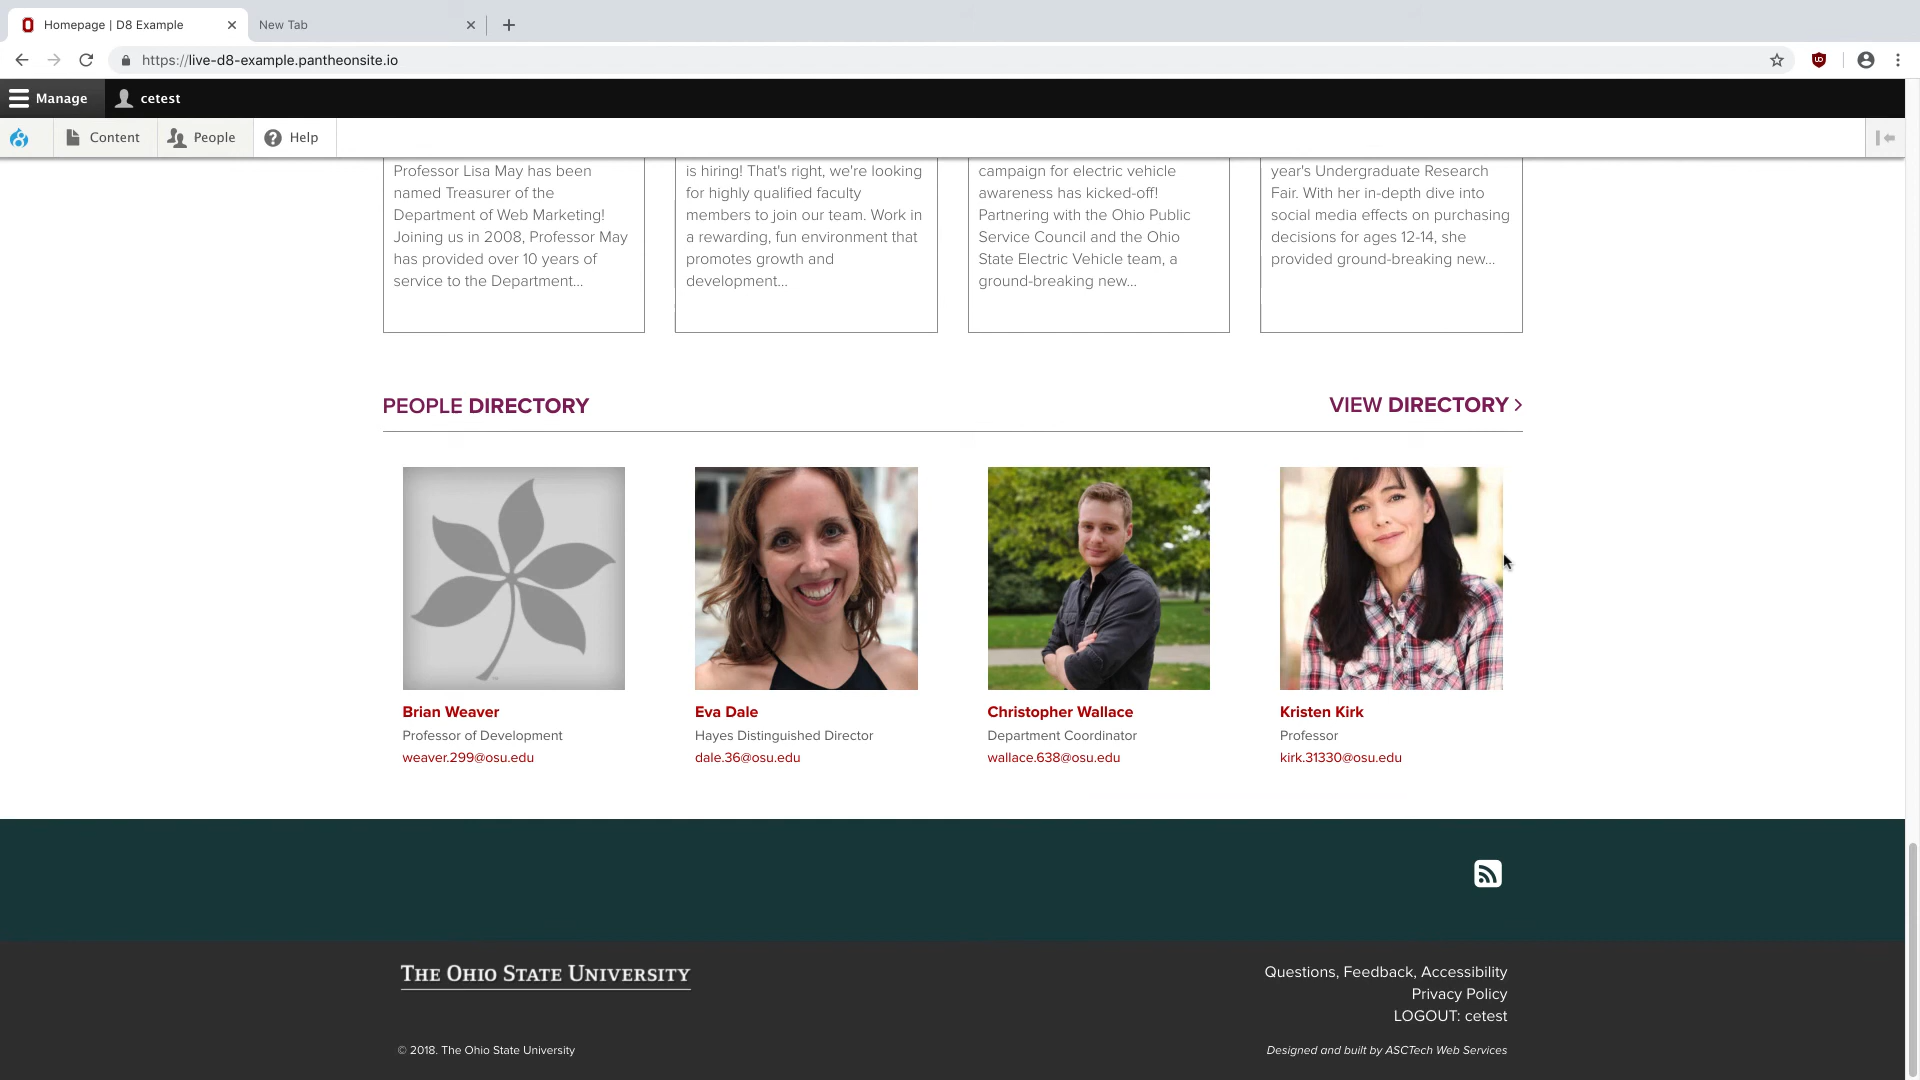 Homepage | D8 Example
New Tab
https://live-d8-example.pantheonsite.io
Manage
cetest
Content
People
Help
Professor Lisa May has been
named Treasurer of the
Department of Web Marketing!
Joining us in 2008, Professor May
has provided over 10 years of
service to the Department...
is hiring! That's right, we're looking
for highly qualified faculty
members to join our team. Work in
a rewarding, fun environment that
promotes growth and
development...
campaign for electric vehicle
awareness has kicked-off!
Partnering with the Ohio Public
Service Council and the Ohio
State Electric Vehicle team, a
ground-breaking new...
year's Undergraduate Research
Fair. With her in-depth dive into
social media effects on purchasing
decisions for ages 12-14, she
provided ground-breaking new...
PEOPLE DIRECTORY
VIEW DIRECTORY >
Brian Weaver
Professor of Development
weaver.299@osu.edu
Eva Dale
Hayes Distinguished Director
dale.36@osu.edu
Christopher Wallace
Department Coordinator
wallace.638@osu.edu
Kristen Kirk
Professor
kirk.31330@osu.edu
THE OHIO STATE UNIVERSITY
Questions, Feedback, Accessibility
Privacy Policy
LOGOUT: cetest
© 2018. The Ohio State University
Designed and built by ASCTech Web Services